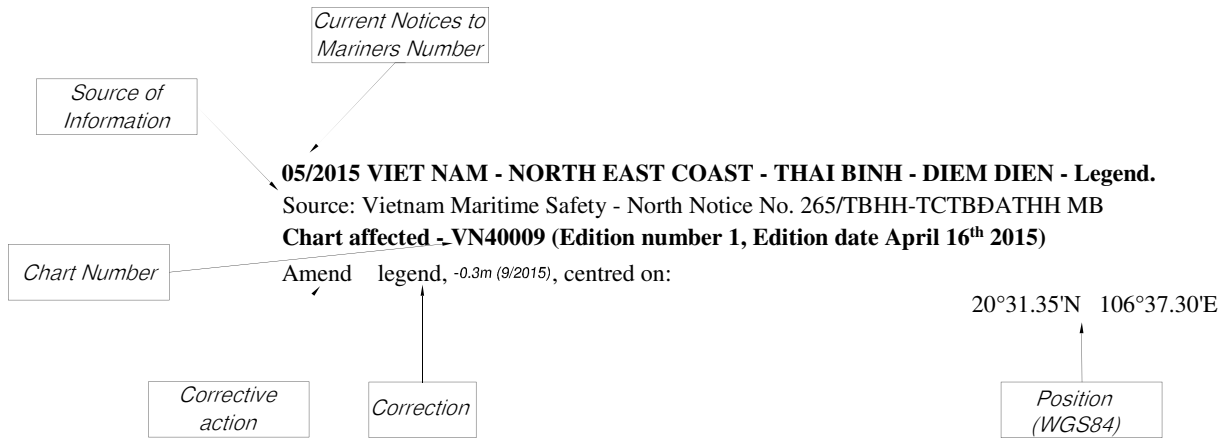 Current Notices to
Mariners Number
Source of
Information
05/2015 VIET NAM - NORTH EAST COAST - THAI BINH - DIEM DIEN - Legend.
Source: Vietnam Maritime Safety - North Notice No. 265/TBHH-TCTBĐATHH MB
Chart affected - VN40009 (Edition number 1, Edition date April 16th 2015)
Chart Number
Amend legend, -0.3m (9/2015), centred on:
20°31.35'N 106°37.30'E
Corrective
action
Correction
Position
(WGS84)